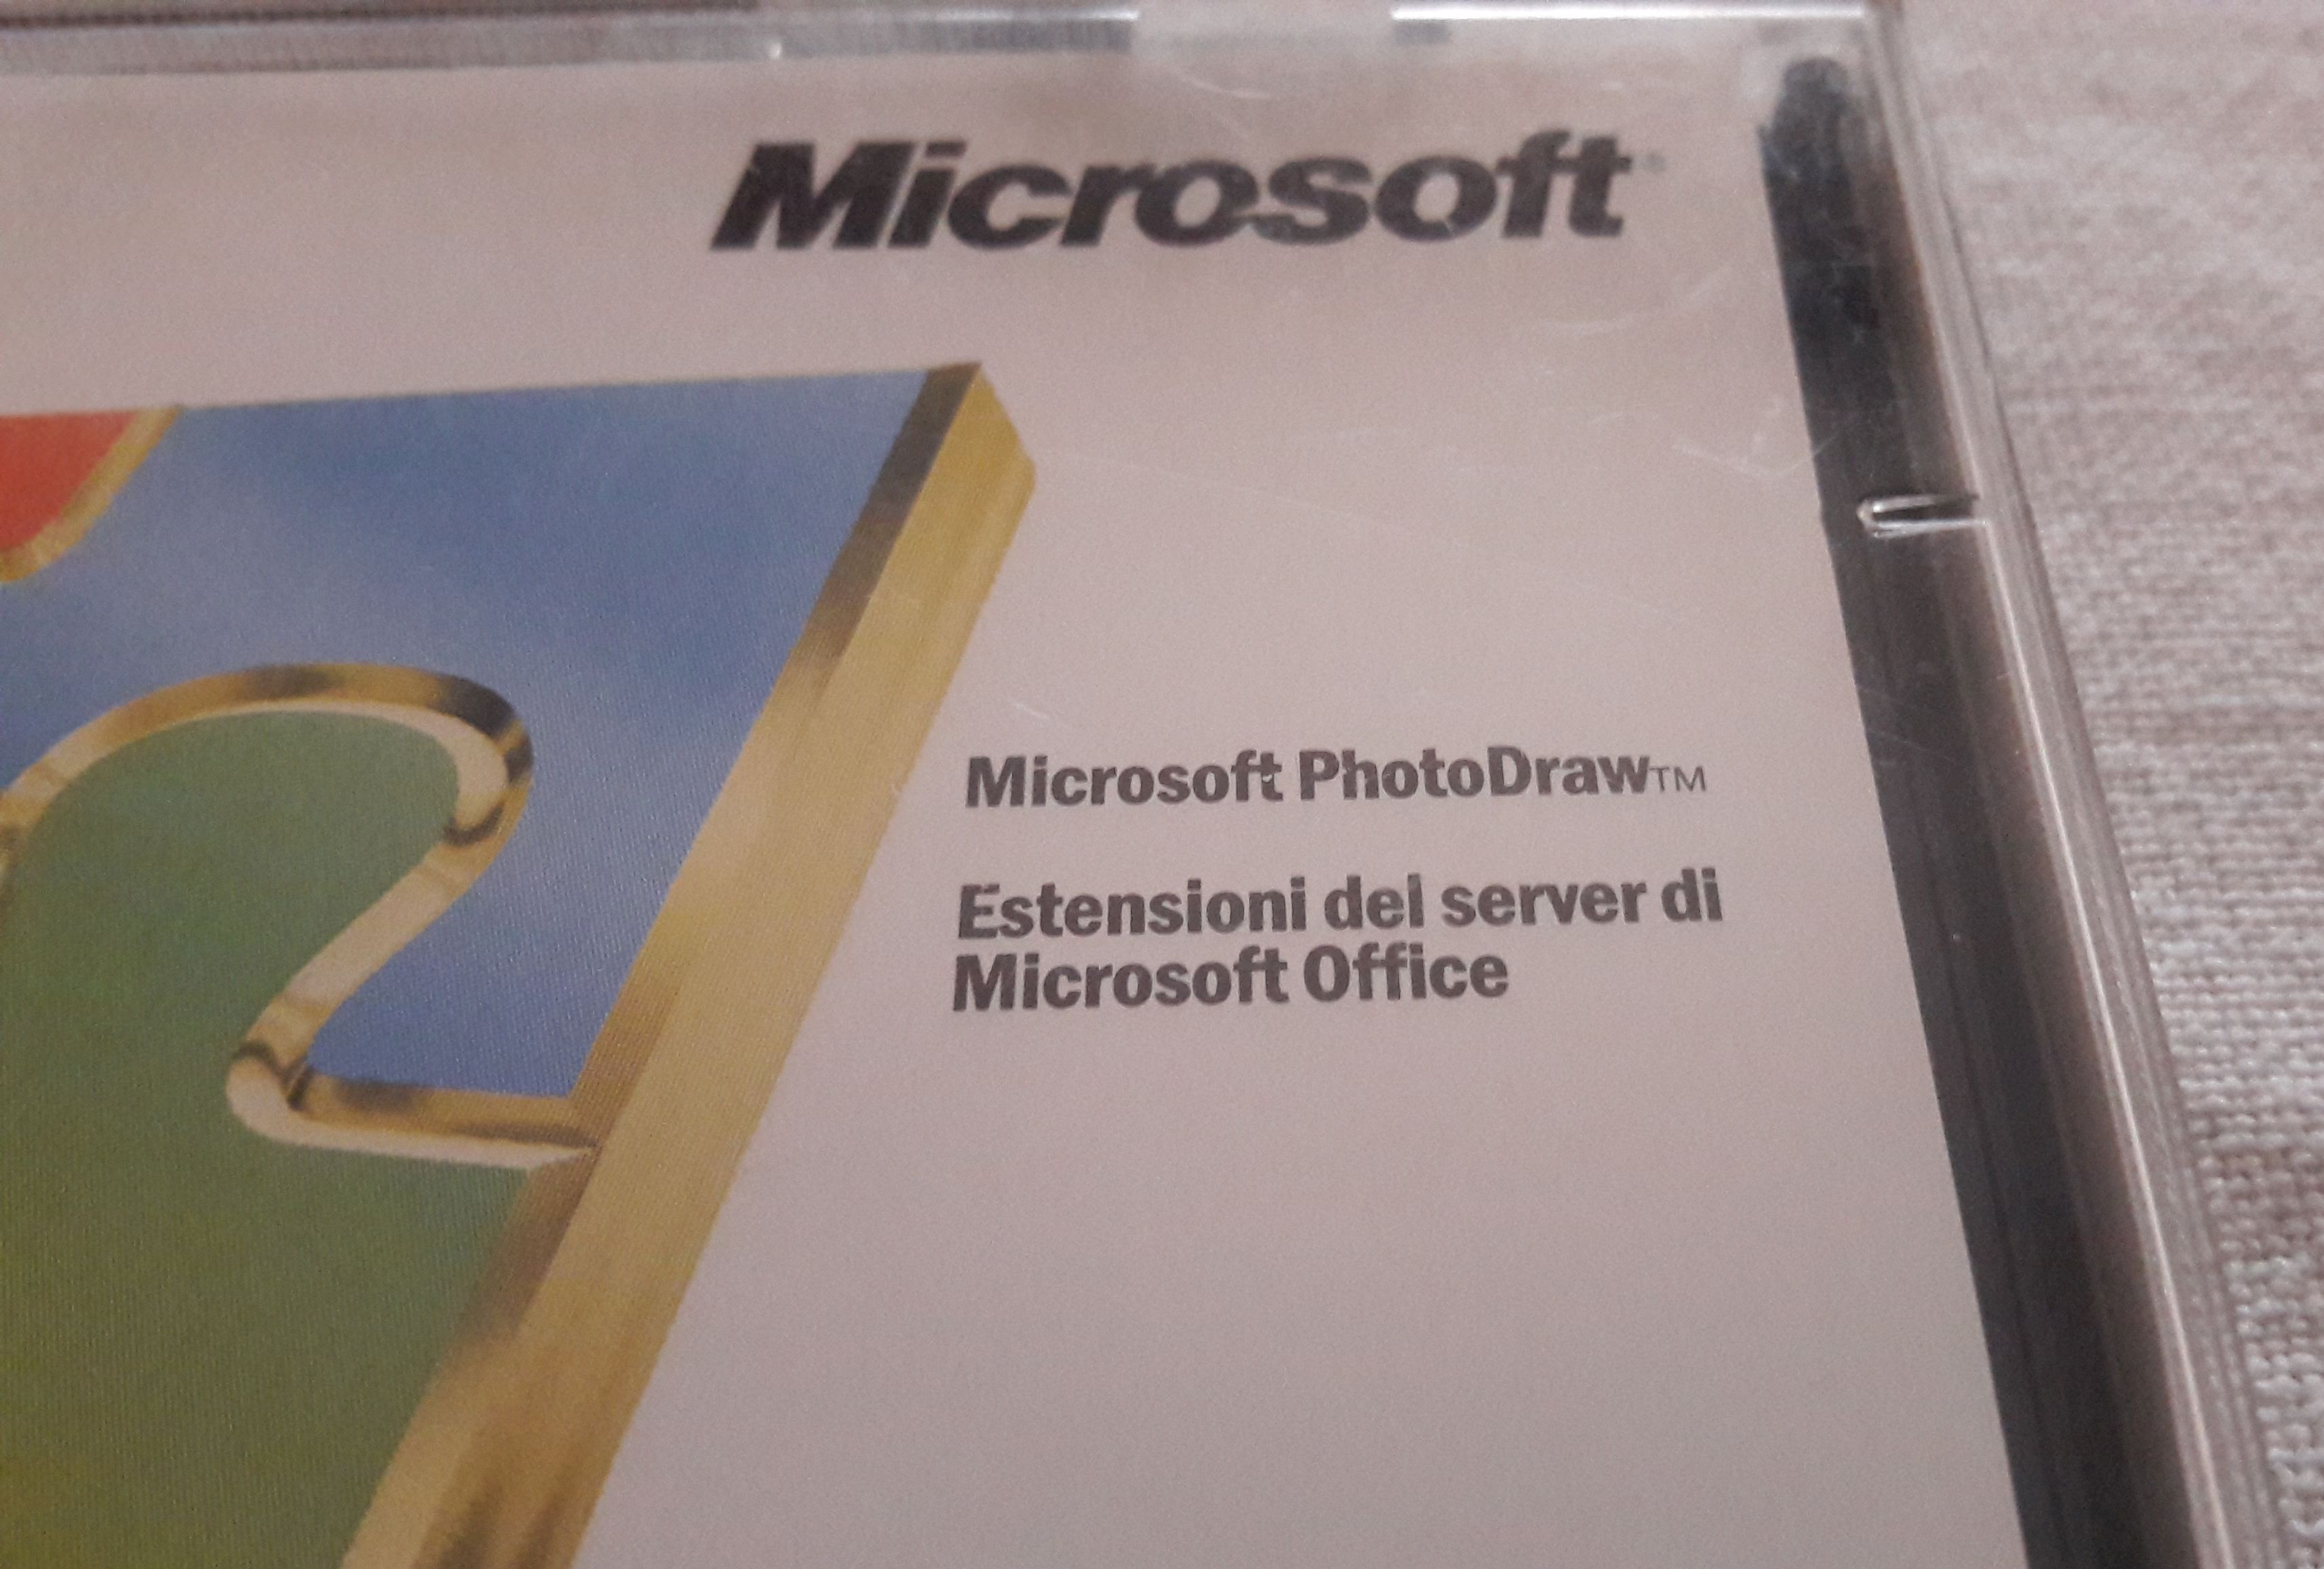 Microsoft®
Microsoft PhotoDraw™
Estensioni del server di
Microsoft Office